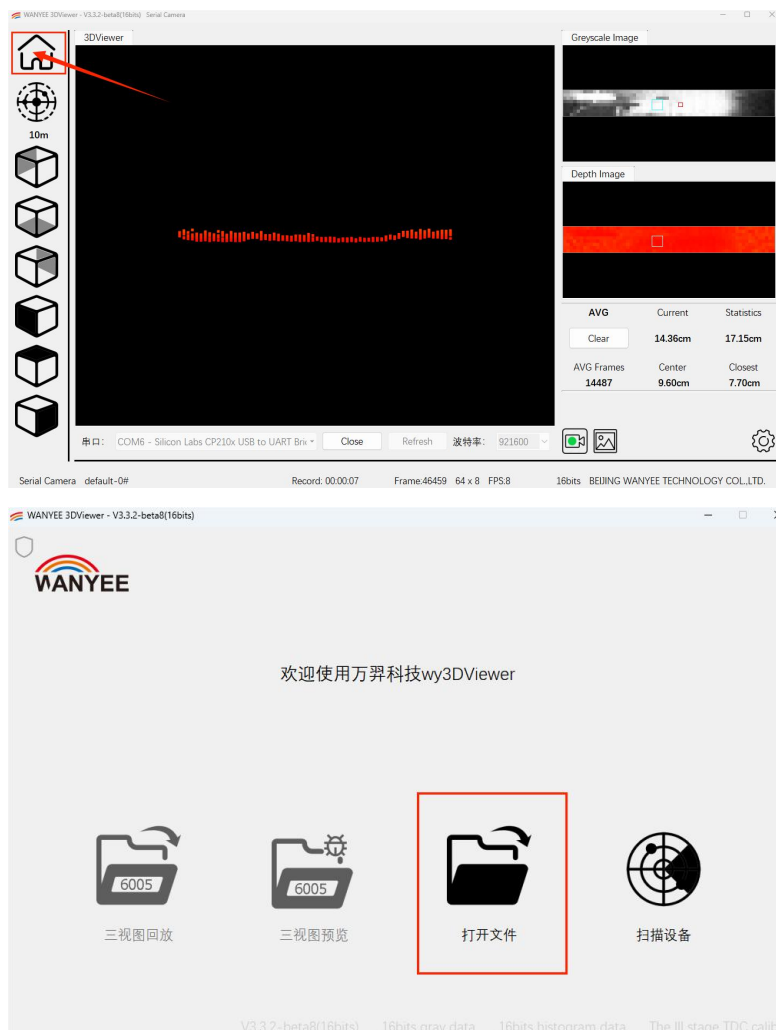 WANYEE 3DViewer - V3.3.2-beta8(16bits) Serial Camera
3DViewer
Greyscale Image
10m
Depth Image
AVG Current Statistics
Clear 14.36cm 17.15cm
AVG Frames Center Closest
14487 9.60cm 7.70cm
串口: COM6 - Silicon Labs CP210x USB to UART Bri Close Refresh 波特率: 921600
Serial Camera default-0# Record: 00:00.07 Frame:46459 64 x 8 FPS:8 16bits BEIJING WANYEE TECHNOLOGY COL.,LTD.
WANYEE 3DViewer - V3.3.2-beta8(16bits)
WANYEE
欢迎使用万羿科技wy3DViewer
6005 6005
三视图回放 三视图预览 打开文件 扫描设备
V3.3.2-beta8(16bits) 16bits gray data 16bits histogram data The III stage TDC calib